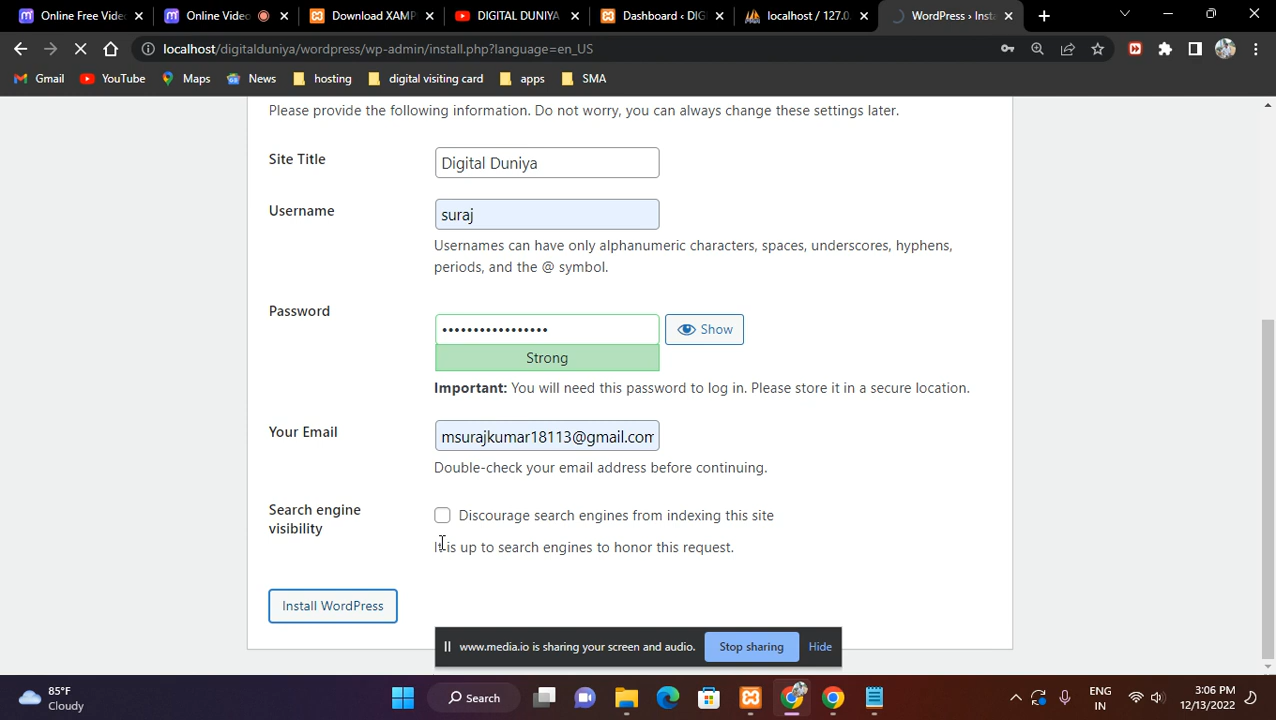 Online Free Vide
Online Vide
Download XAMP
DIGITAL DUNIYA
Dashboard ‹ DIG
localhost / 127.0.
WordPress › Inst
localhost/digitalduniya/wordpress/wp-admin/install.php?language=en_US
Gmail YouTube Maps News hosting digital visiting card apps SMA
Please provide the following information. Do not worry, you can always change these settings later.
Site Title
Digital Duniya
Username
suraj
Usernames can have only alphanumeric characters, spaces, underscores, hyphens,
periods, and the @ symbol.
Password
•••••••••••••••••
Show
Strong
Important: You will need this password to log in. Please store it in a secure location.
Your Email
msurajkumar18113@gmail.com
Double-check your email address before continuing.
Search engine
visibility
Discourage search engines from indexing this site
It is up to search engines to honor this request.
Install WordPress
www.media.io is sharing your screen and audio. Stop sharing Hide
85°F
Cloudy
Search
ENG
IN
3:06 PM
12/13/2022